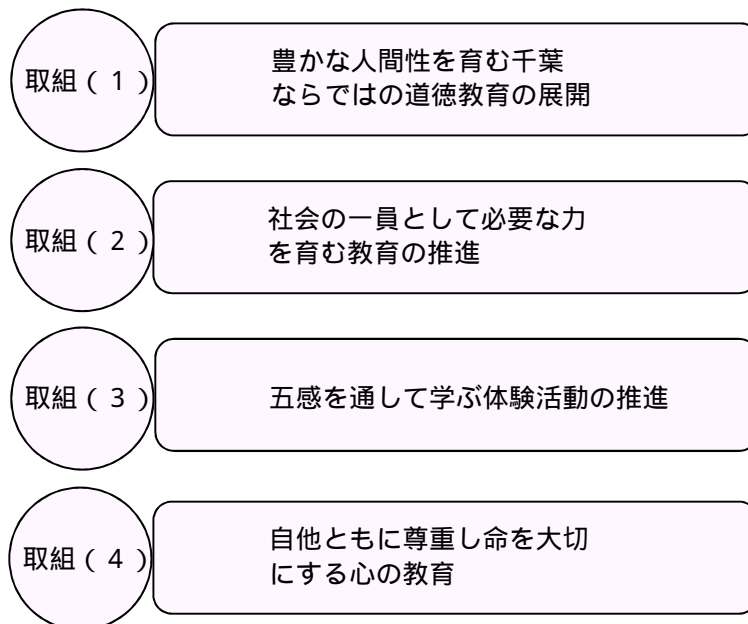 取組(1)
豊かな人間性を育む千葉
ならではの道徳教育の展開
取組(2)
社会の一員として必要な力
を育む教育の推進
取組(3)
五感を通して学ぶ体験活動の推進
取組(4)
自他ともに尊重し命を大切
にする心の教育